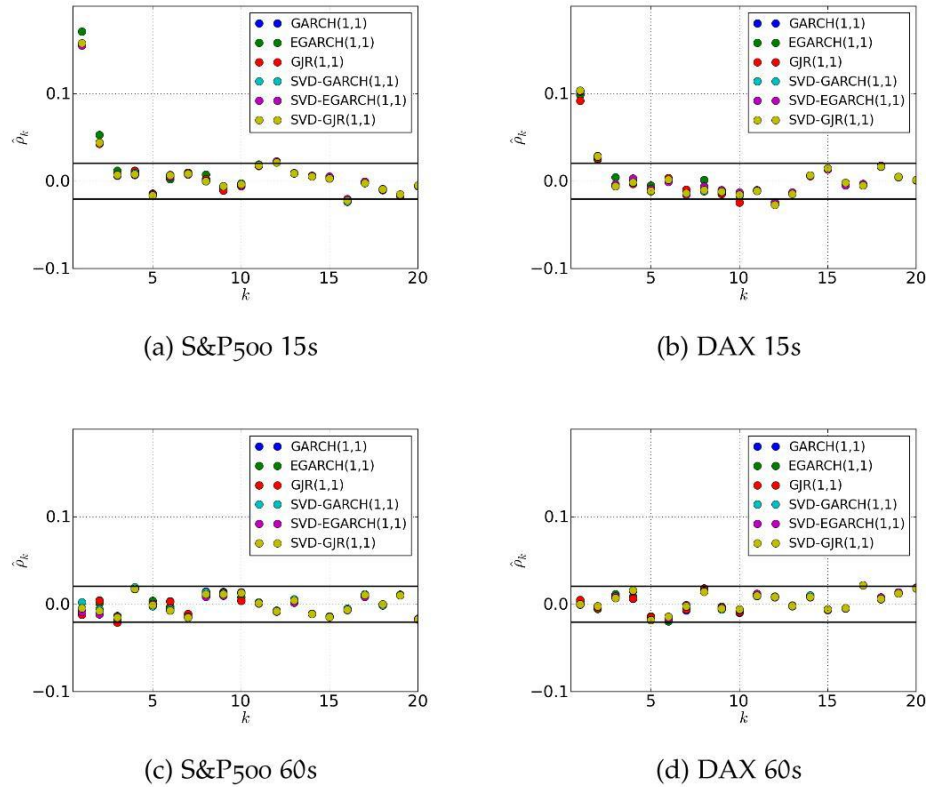 GARCH(1,1)
EGARCH(1,1)
GJR(1,1)
SVD-GARCH(1,1)
SVD-EGARCH(1,1)
SVD-GJR(1,1)
0.1
0.0
−0.1
ρ̂k
5
10
15
20
k
(a) S&P500 15s
GARCH(1,1)
EGARCH(1,1)
GJR(1,1)
SVD-GARCH(1,1)
SVD-EGARCH(1,1)
SVD-GJR(1,1)
0.1
0.0
−0.1
ρ̂k
5
10
15
20
k
(b) DAX 15s
GARCH(1,1)
EGARCH(1,1)
GJR(1,1)
SVD-GARCH(1,1)
SVD-EGARCH(1,1)
SVD-GJR(1,1)
0.1
0.0
−0.1
ρ̂k
5
10
15
20
k
(c) S&P500 60s
GARCH(1,1)
EGARCH(1,1)
GJR(1,1)
SVD-GARCH(1,1)
SVD-EGARCH(1,1)
SVD-GJR(1,1)
0.1
0.0
−0.1
ρ̂k
5
10
15
20
k
(d) DAX 60s